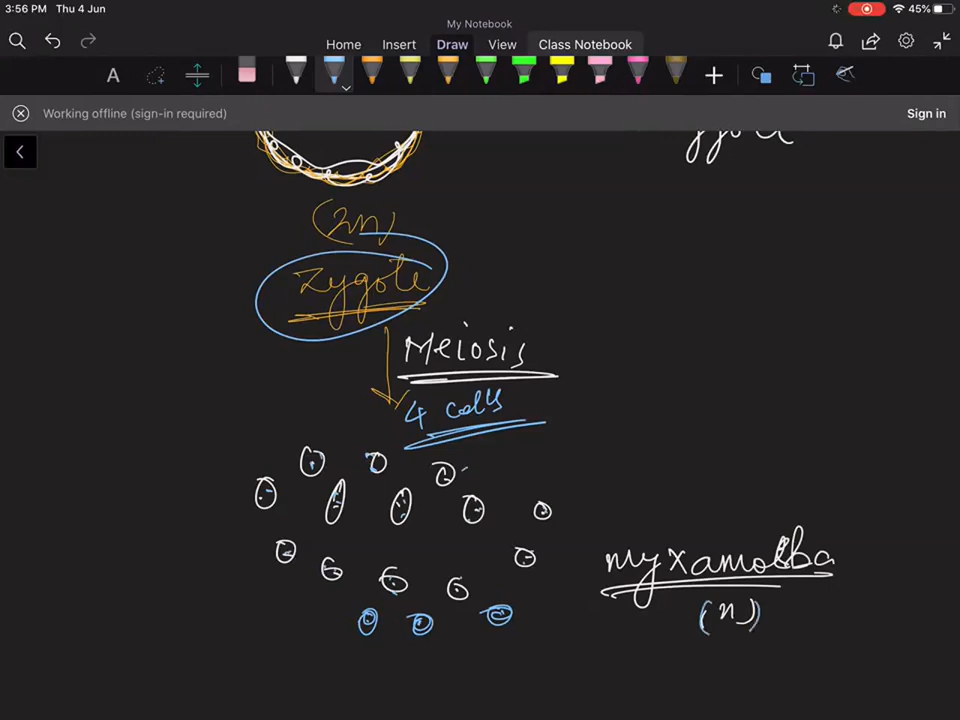 3:56 PM Thu 4 Jun
45%
My Notebook
Home Insert Draw View Class Notebook
A
Working offline (sign-in required)
Sign in
(2n)
Zygote
Meiosis
4 cells
myxamoeba
(n)